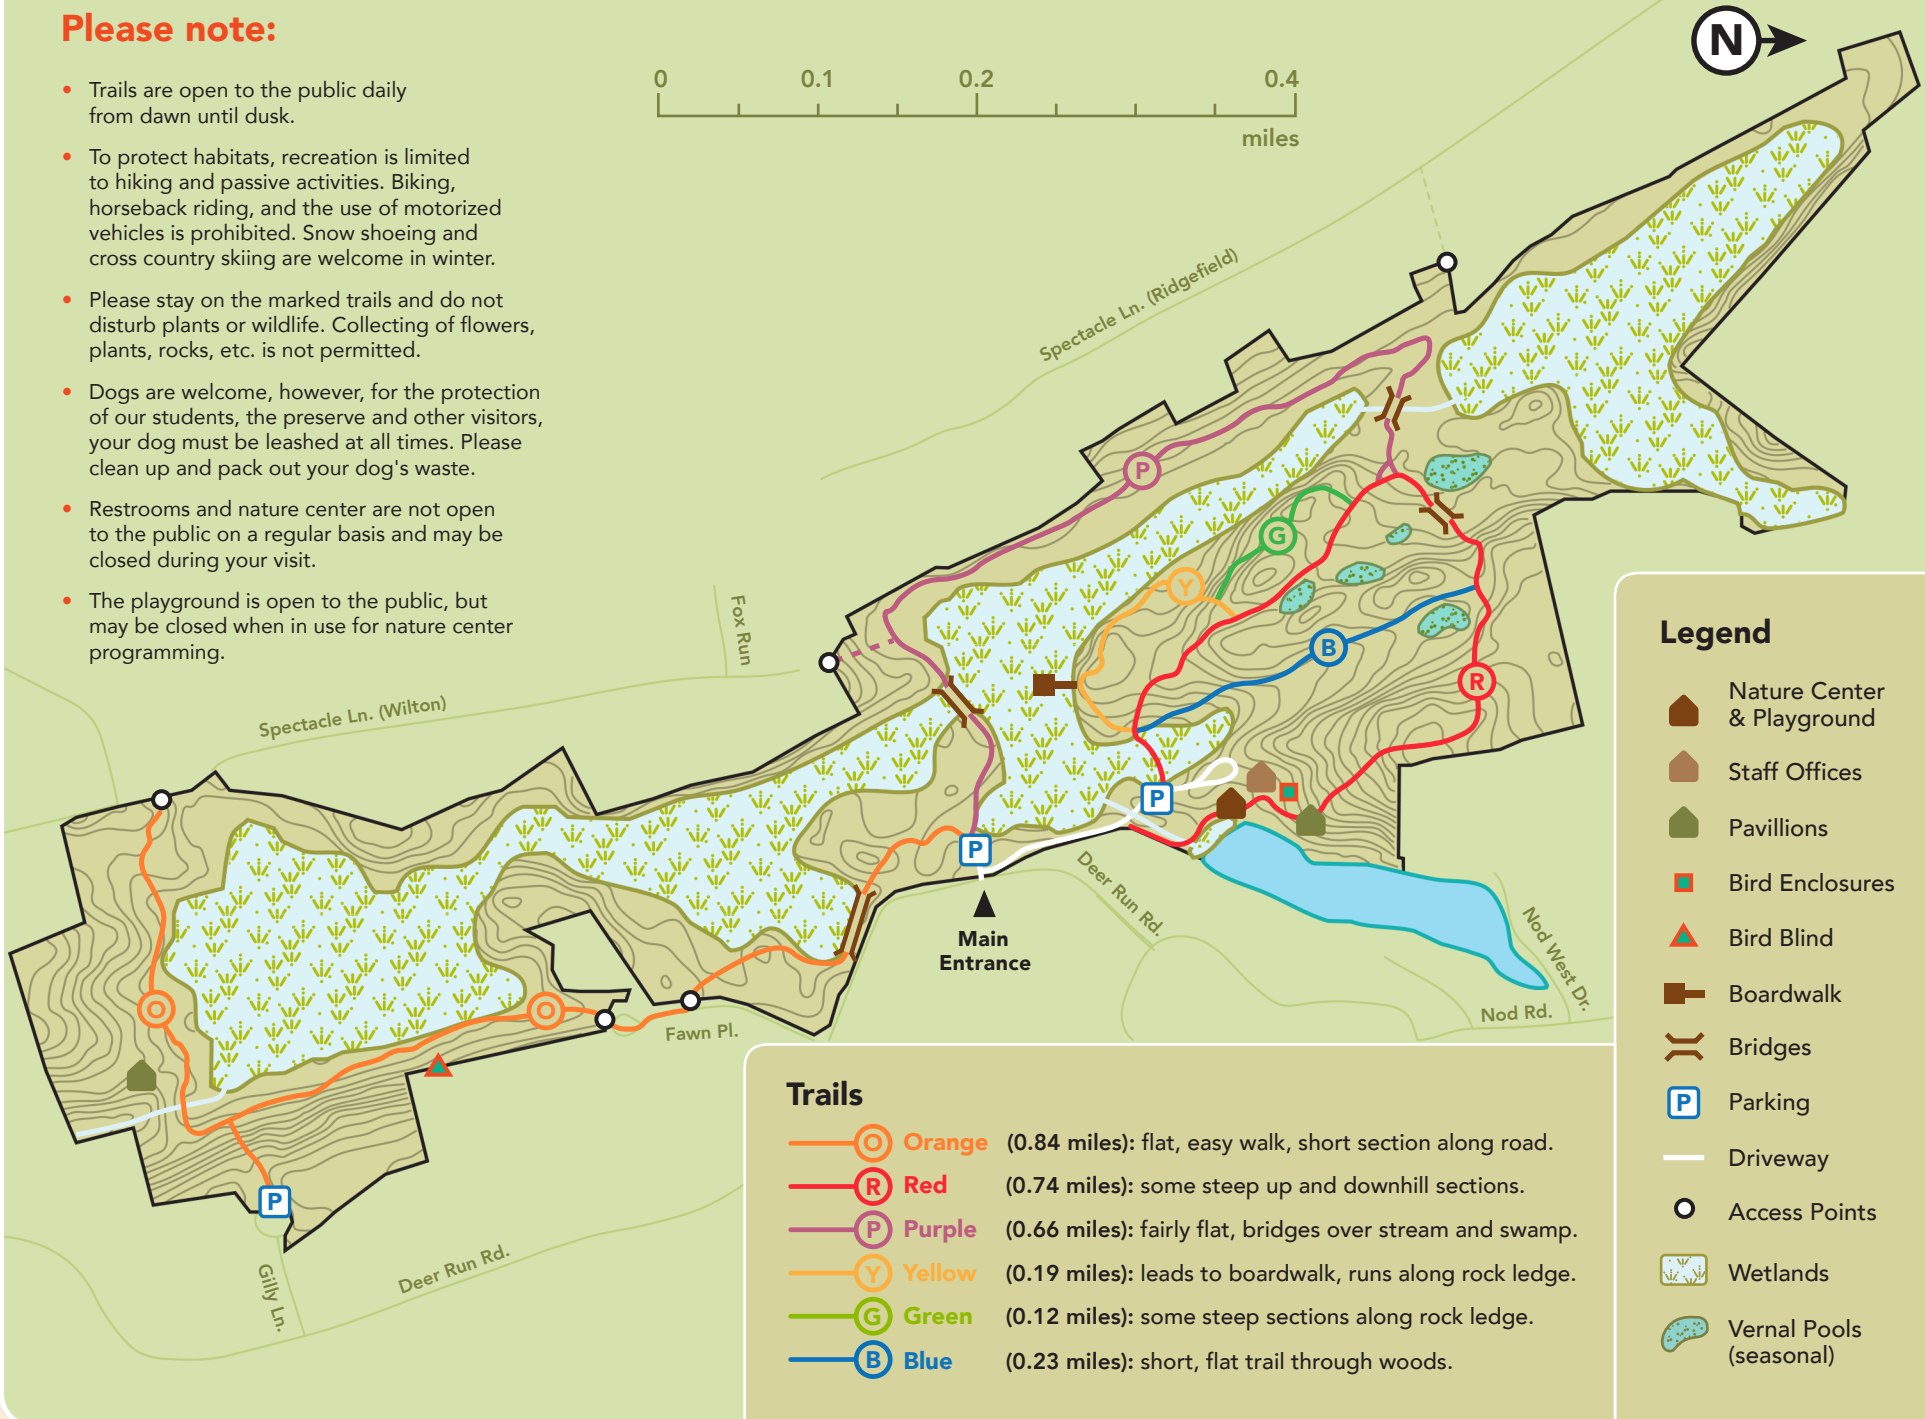 Please note:
• Trails are open to the public daily
from dawn until dusk.
• To protect habitats, recreation is limited
to hiking and passive activities. Biking,
horseback riding, and the use of motorized
vehicles is prohibited. Snow shoeing and
cross country skiing are welcome in winter.
• Please stay on the marked trails and do not
disturb plants or wildlife. Collecting of flowers,
plants, rocks, etc. is not permitted.
• Dogs are welcome, however, for the protection
of our students, the preserve and other visitors,
your dog must be leashed at all times. Please
clean up and pack out your dog's waste.
• Restrooms and nature center are not open
to the public on a regular basis and may be
closed during your visit.
• The playground is open to the public, but
may be closed when in use for nature center
programming.
0 0.1 0.2 0.4
miles
N
Spectacle Ln. (Ridgefield)
Fox Run
Spectacle Ln. (Wilton)
P
G
Y
B
R
P
P
O
O
P
Main
Entrance
Deer Run Rd.
Nod West Dr.
Nod Rd.
Fawn Pl.
Gilly Ln.
Deer Run Rd.
Trails
O Orange (0.84 miles): flat, easy walk, short section along road.
R Red (0.74 miles): some steep up and downhill sections.
P Purple (0.66 miles): fairly flat, bridges over stream and swamp.
Y Yellow (0.19 miles): leads to boardwalk, runs along rock ledge.
G Green (0.12 miles): some steep sections along rock ledge.
B Blue (0.23 miles): short, flat trail through woods.
Legend
Nature Center
& Playground
Staff Offices
Pavillions
Bird Enclosures
Bird Blind
Boardwalk
Bridges
P Parking
Driveway
Access Points
Wetlands
Vernal Pools
(seasonal)